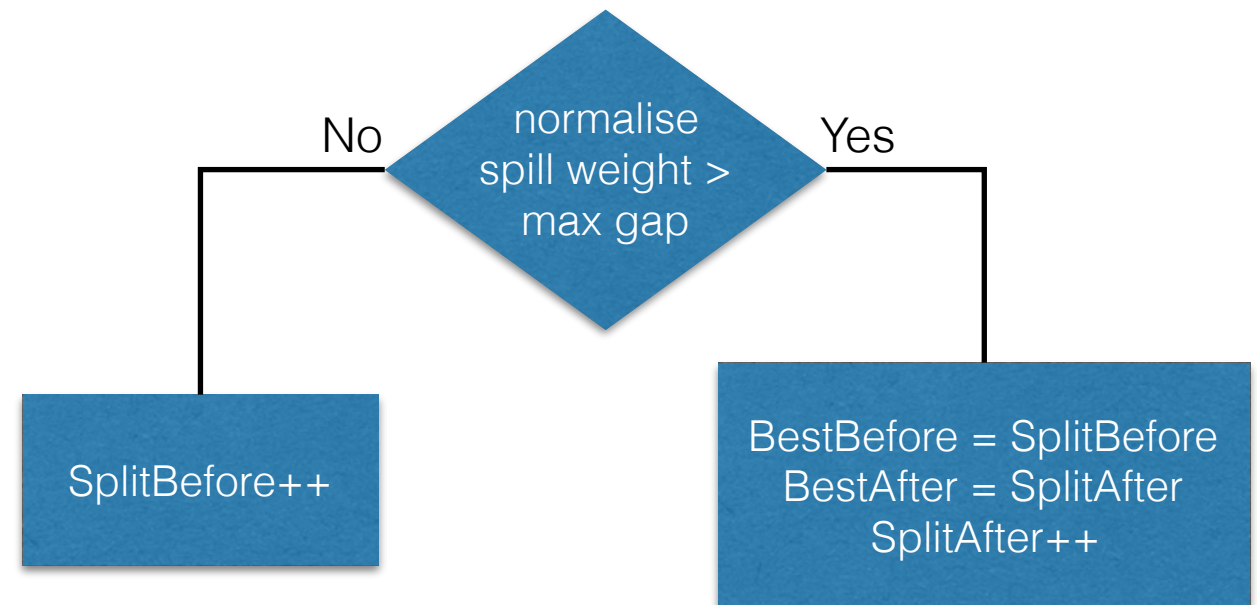 No
normalise
spill weight >
max gap
Yes
SplitBefore++
BestBefore = SplitBefore
BestAfter = SplitAfter
SplitAfter++